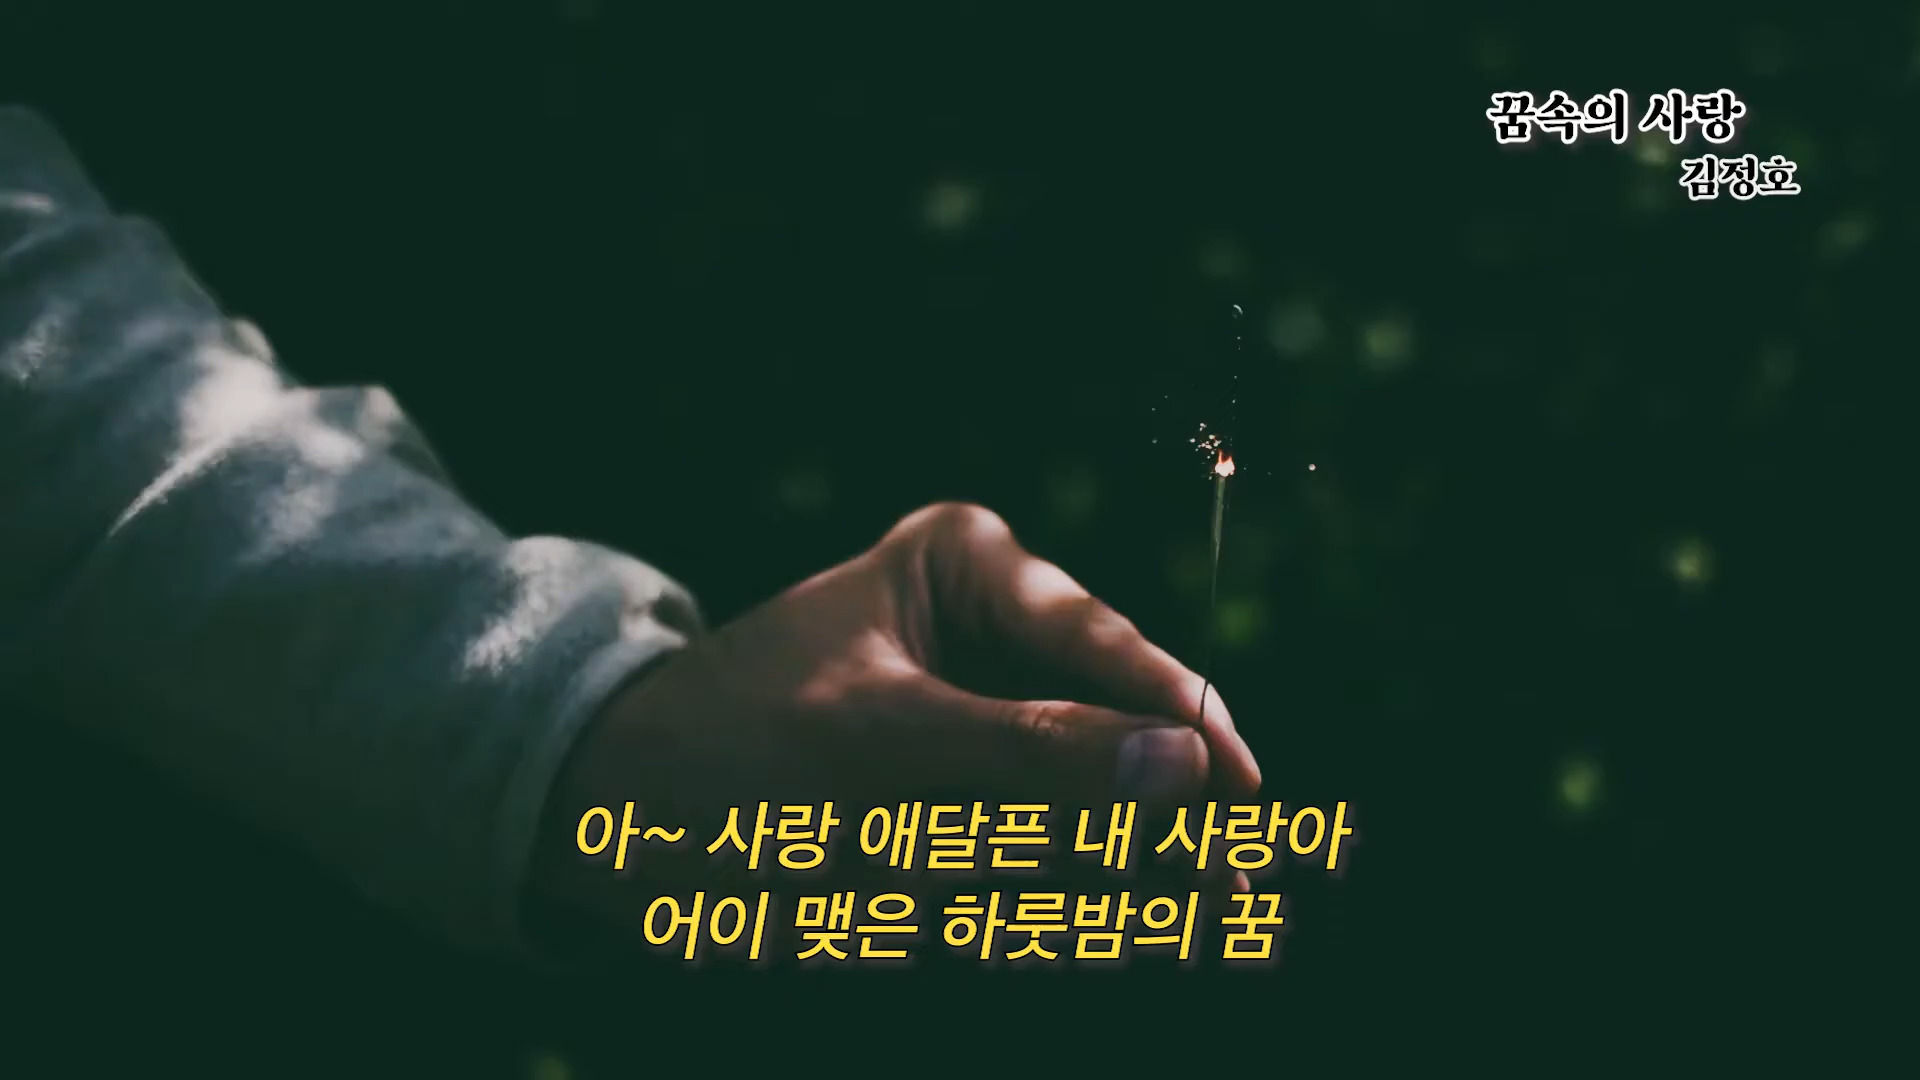 꿈속의 사랑
김정호
아~ 사랑 애달픈 내 사랑아
어이 맺은 하룻밤의 꿈